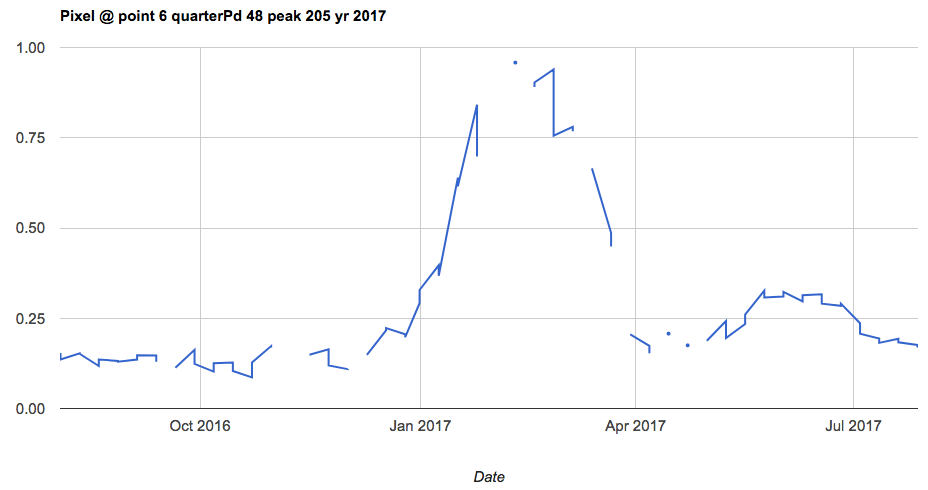 Pixel @ point 6 quarterPd 48 peak 205 yr 2017
1.00
0.75
0.50
0.25
0.00
Oct 2016 Jan 2017 Apr 2017 Jul 2017
Date